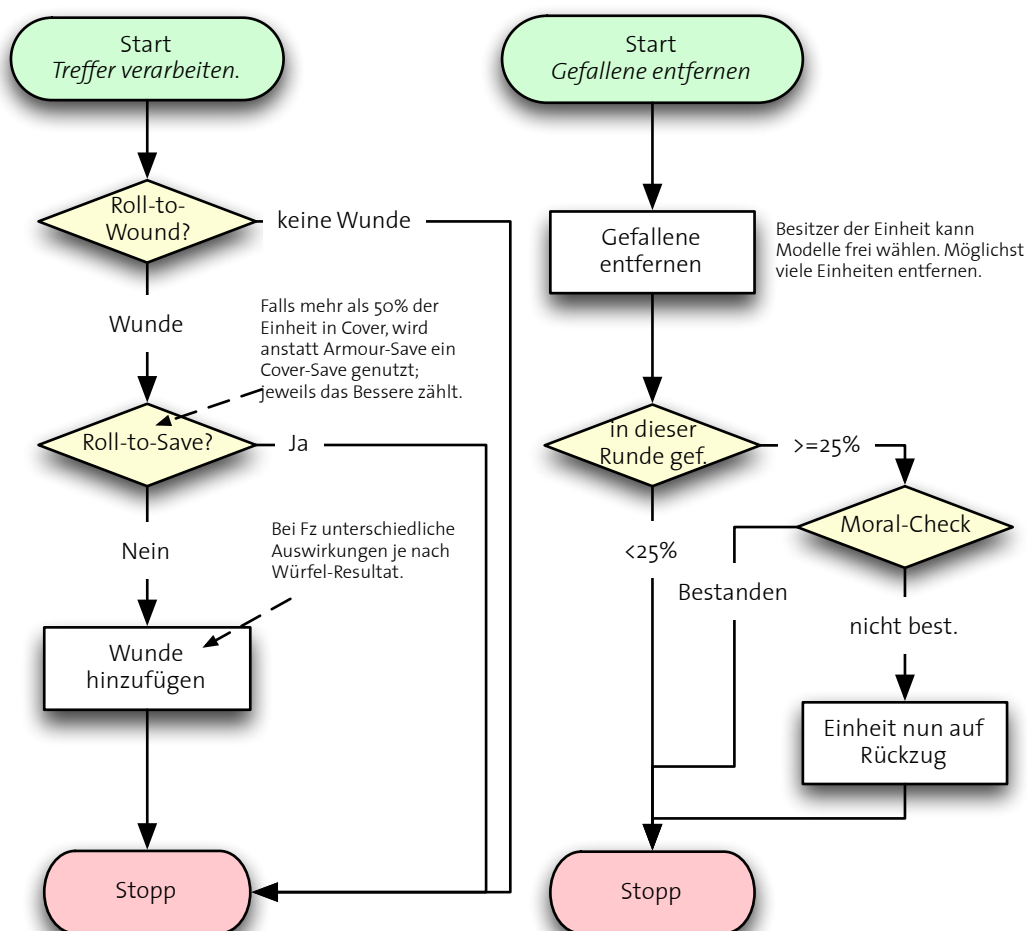 Start
Treffer verarbeiten.
Roll-to-
Wound?
keine Wunde
Wunde
Falls mehr als 50% der
Einheit in Cover, wird
anstatt Armour-Save ein
Cover-Save genutzt;
jeweils das Bessere zählt.
Roll-to-Save?
Ja
Nein
Bei Fz unterschiedliche
Auswirkungen je nach
Würfel-Resultat.
Wunde
hinzufügen
Stopp
Start
Gefallene entfernen
Gefallene
entfernen
Besitzer der Einheit kann
Modelle frei wählen. Möglichst
viele Einheiten entfernen.
in dieser
Runde gef.
>=25%
<25%
Moral-Check
Bestanden
nicht best.
Einheit nun auf
Rückzug
Stopp